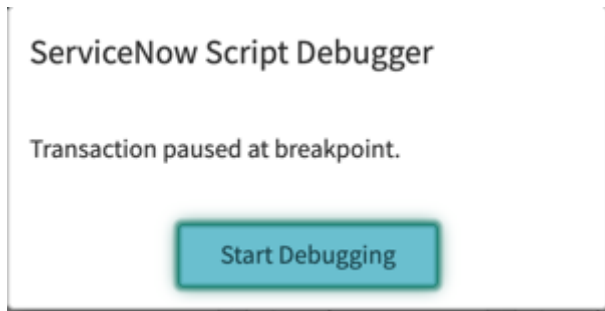 ServiceNow Script Debugger
Transaction paused at breakpoint.
Start Debugging